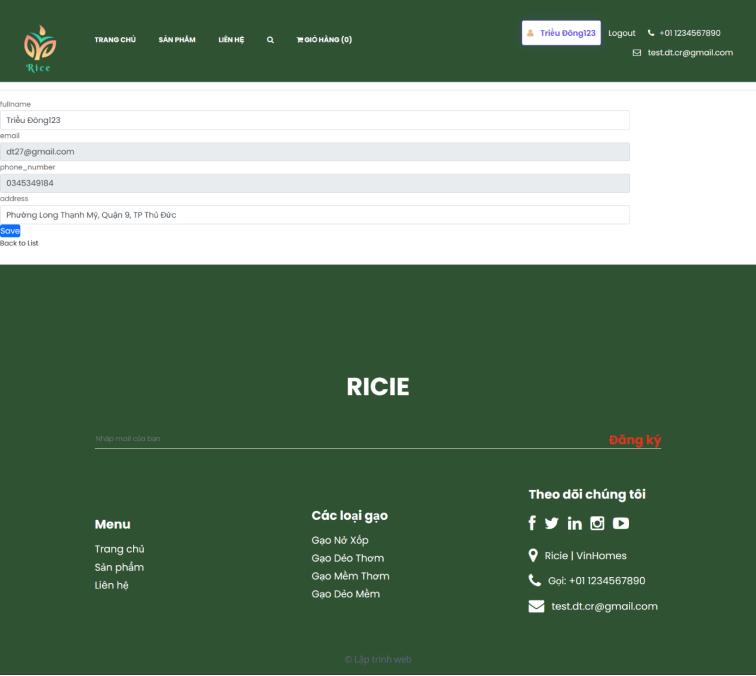 Rice
TRANG CHỦ SẢN PHẨM LIÊN HỆ GIỎ HÀNG (0)
Triều Đông123 Logout +01 1234567890
test.dt.cr@gmail.com
fullname
Triều Đông123
email
dt27@gmail.com
phone_number
0345349184
address
Phường Long Thạnh Mỹ, Quận 9, TP Thủ Đức
Save
Back to List
RICIE
Nhập mail của bạn Đăng ký
Menu
Trang chủ
Sản phẩm
Liên hệ
Các loại gạo
Gạo Nở Xốp
Gạo Dẻo Thơm
Gạo Mềm Thơm
Gạo Dẻo Mềm
Theo dõi chúng tôi
Ricie | VinHomes
Gọi: +01 1234567890
test.dt.cr@gmail.com
© Lập trình web